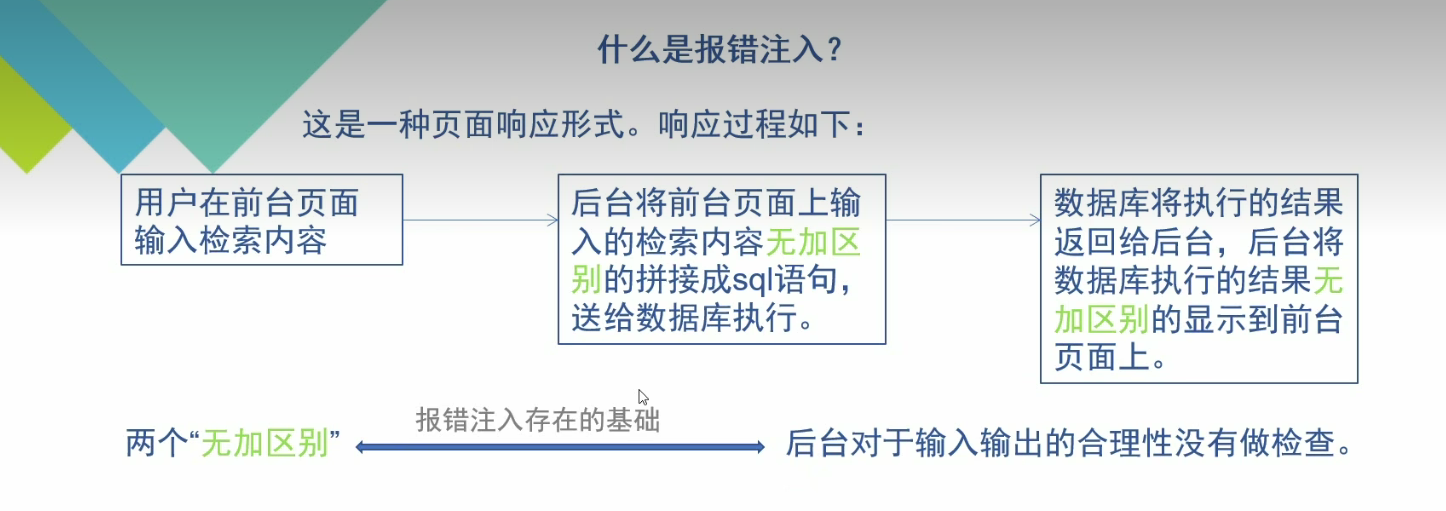 什么是报错注入？
这是一种页面响应形式。响应过程如下：
用户在前台页面
输入检索内容
后台将前台页面上输
入的检索内容无加区
别的拼接成sql语句，
送给数据库执行。
数据库将执行的结果
返回给后台，后台将
数据库执行的结果无
加区别的显示到前台
页面上。
报错注入存在的基础
两个“无加区别”
后台对于输入输出的合理性没有做检查。